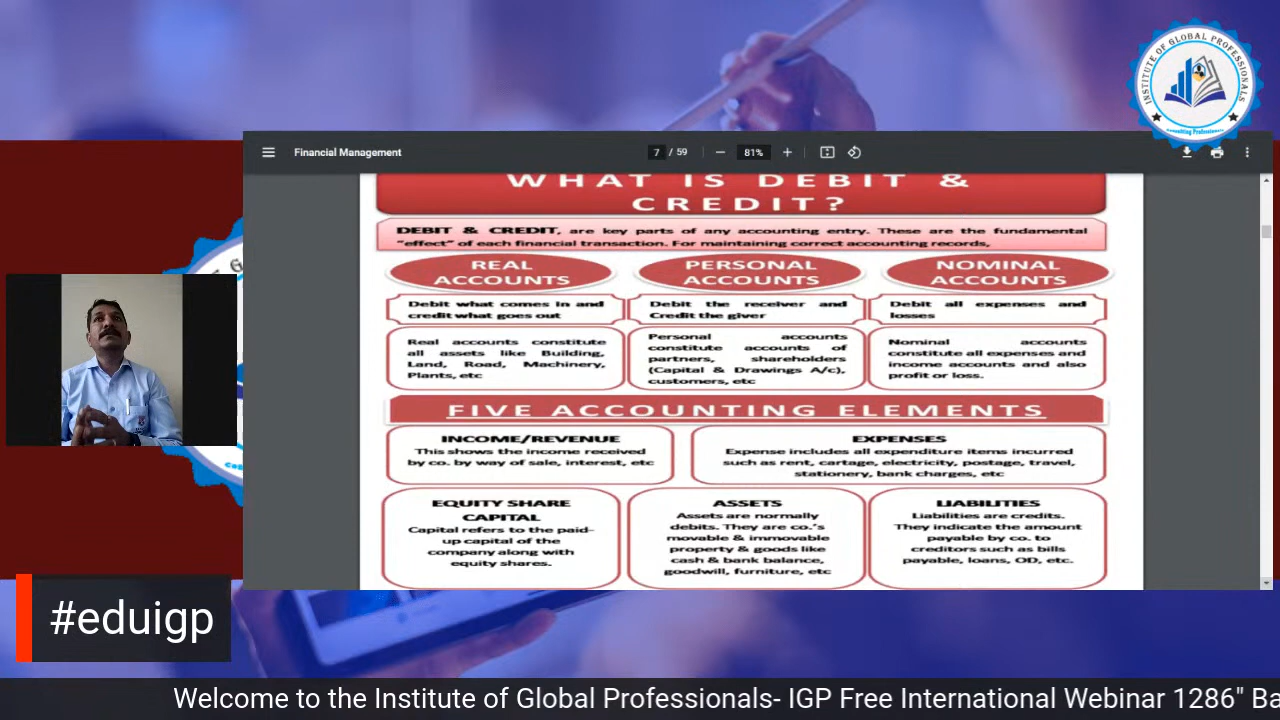 INSTITUTE OF GLOBAL PROFESSIONALS
Connecting Professionals
Financial Management
7 / 59
81%
WHAT IS DEBIT &
CREDIT?
DEBIT & CREDIT, are key parts of any accounting entry. These are the fundamental
"effect" of each financial transaction. For maintaining correct accounting records,
REAL
ACCOUNTS
Debit what comes in and
credit what goes out
Real accounts constitute
all assets like Building,
Land, Road, Machinery,
Plants, etc
PERSONAL
ACCOUNTS
Debit the receiver and
Credit the giver
Personal accounts
constitute accounts of
partners, shareholders
(Capital & Drawings A/c),
customers, etc
NOMINAL
ACCOUNTS
Debit all expenses and
losses
Nominal accounts
constitute all expenses and
income accounts and also
profit or loss.
FIVE ACCOUNTING ELEMENTS
INCOME/REVENUE
This shows the income received
by co. by way of sale, interest, etc
EXPENSES
Expense includes all expenditure items incurred
such as rent, cartage, electricity, postage, travel,
stationery, bank charges, etc
EQUITY SHARE
CAPITAL
Capital refers to the paid-
up capital of the
company along with
equity shares.
ASSETS
Assets are normally
debits. They are co.'s
movable & immovable
property & goods like
cash & bank balance,
goodwill, furniture, etc
LIABILITIES
Liabilities are credits.
They indicate the amount
payable by co. to
creditors such as bills
payable, loans, OD, etc.
#eduigp
Welcome to the Institute of Global Professionals- IGP Free International Webinar 1286" Ba